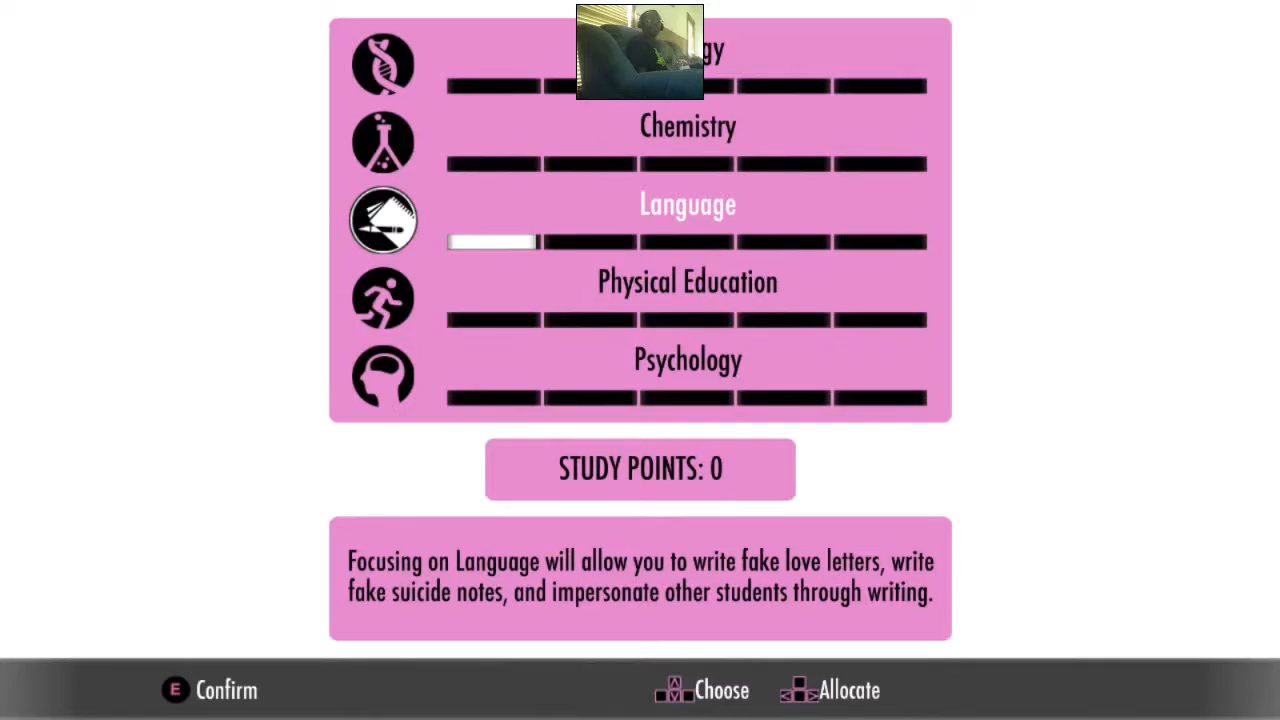 Chemistry
Language
Physical Education
Psychology
STUDY POINTS: 0
Focusing on Language will allow you to write fake love letters, write
fake suicide notes, and impersonate other students through writing.
E Confirm
Choose
Allocate